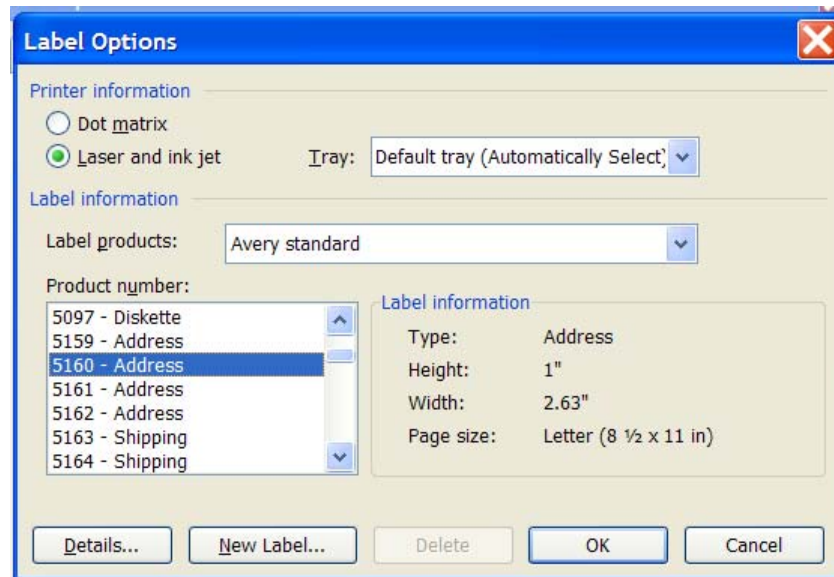 Label Options
Printer information
Dot matrix
Laser and ink jet
Tray: Default tray (Automatically Select)
Label information
Label products: Avery standard
Product number:
5097 - Diskette
5159 - Address
5160 - Address
5161 - Address
5162 - Address
5163 - Shipping
5164 - Shipping
Label information
Type: Address
Height: 1"
Width: 2.63"
Page size: Letter (8 ½ x 11 in)
Details... New Label... Delete OK Cancel